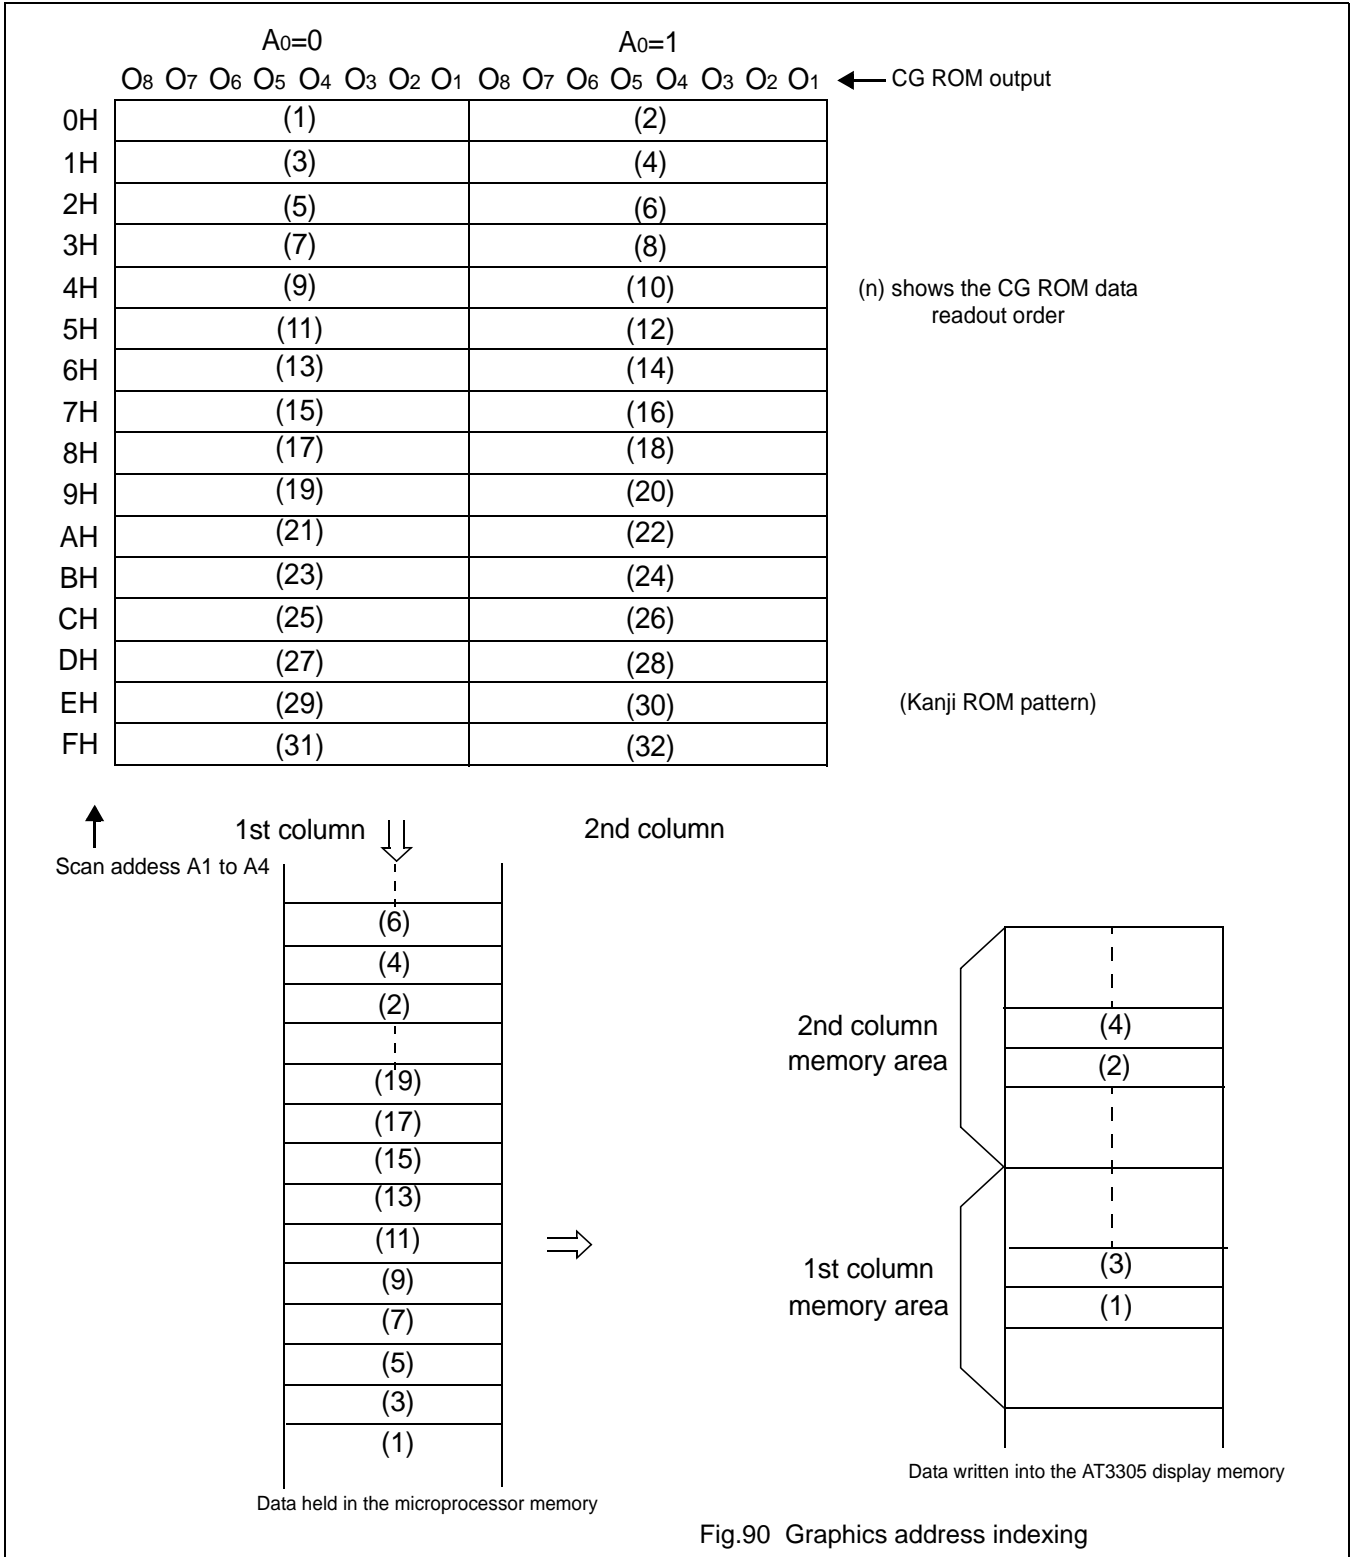 A0=0 A0=1
O8 O7 O6 O5 O4 O3 O2 O1 O8 O7 O6 O5 O4 O3 O2 O1 CG ROM output
0H (1) (2)
1H (3) (4)
2H (5) (6)
3H (7) (8)
4H (9) (10) (n) shows the CG ROM data
readout order
5H (11) (12)
6H (13) (14)
7H (15) (16)
8H (17) (18)
9H (19) (20)
AH (21) (22)
BH (23) (24)
CH (25) (26)
DH (27) (28)
EH (29) (30) (Kanji ROM pattern)
FH (31) (32)
1st column 2nd column
Scan addess A1 to A4
(6)
(4)
(2)
(19)
(17)
(15)
(13)
(11)
(9)
(7)
(5)
(3)
(1)
Data held in the microprocessor memory
2nd column
memory area
(4)
(2)
1st column
memory area
(3)
(1)
Data written into the AT3305 display memory
Fig.90 Graphics address indexing